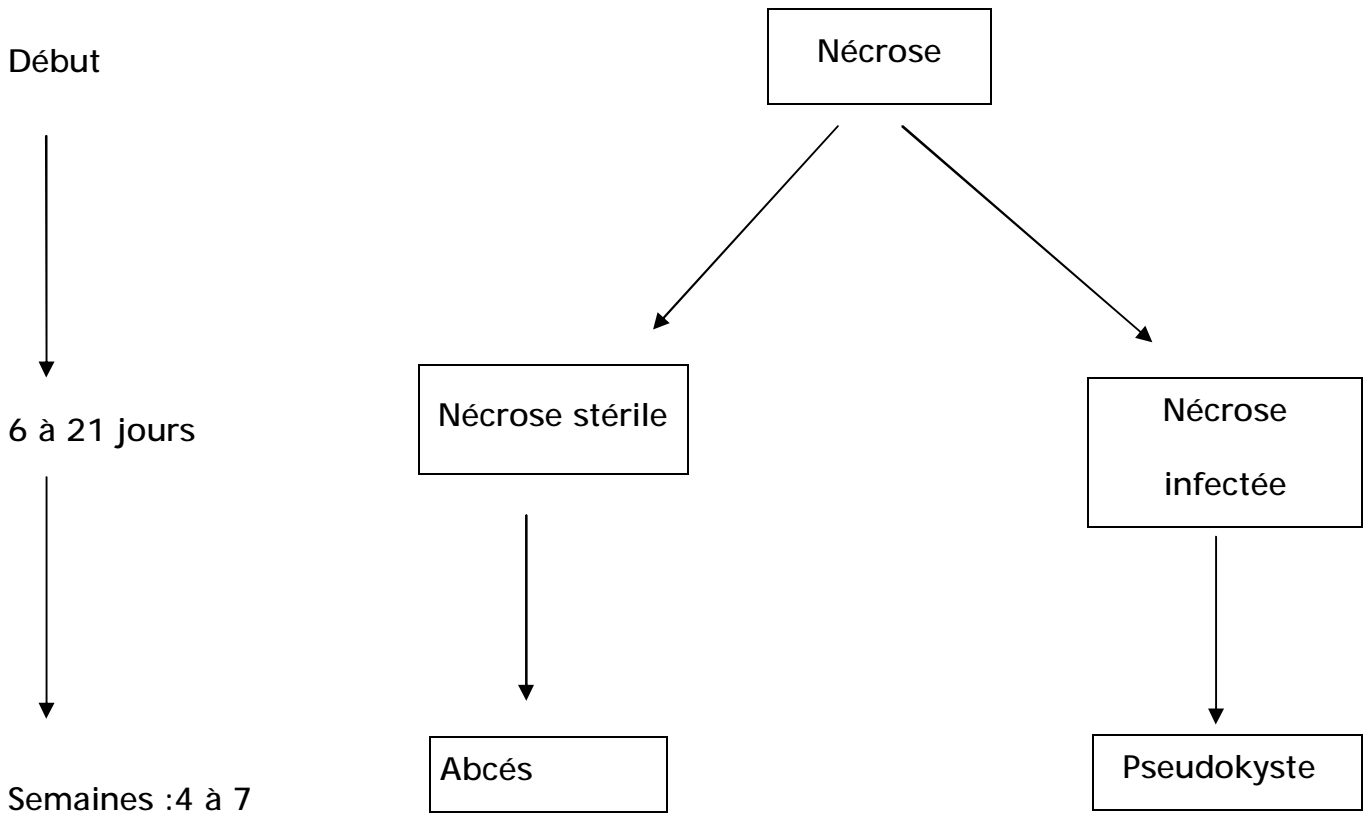 Début
Nécrose
6 à 21 jours
Nécrose stérile
Nécrose
infectée
Semaines :4 à 7
Abcés
Pseudokyste